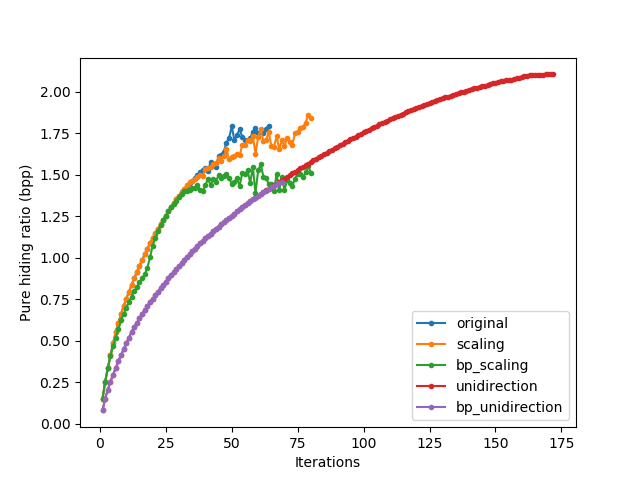 Pure hiding ratio (bpp)
2.00
1.75
1.50
1.25
1.00
0.75
0.50
0.25
0.00
original
scaling
bp_scaling
unidirection
bp_unidirection
0 25 50 75 100 125 150 175
Iterations